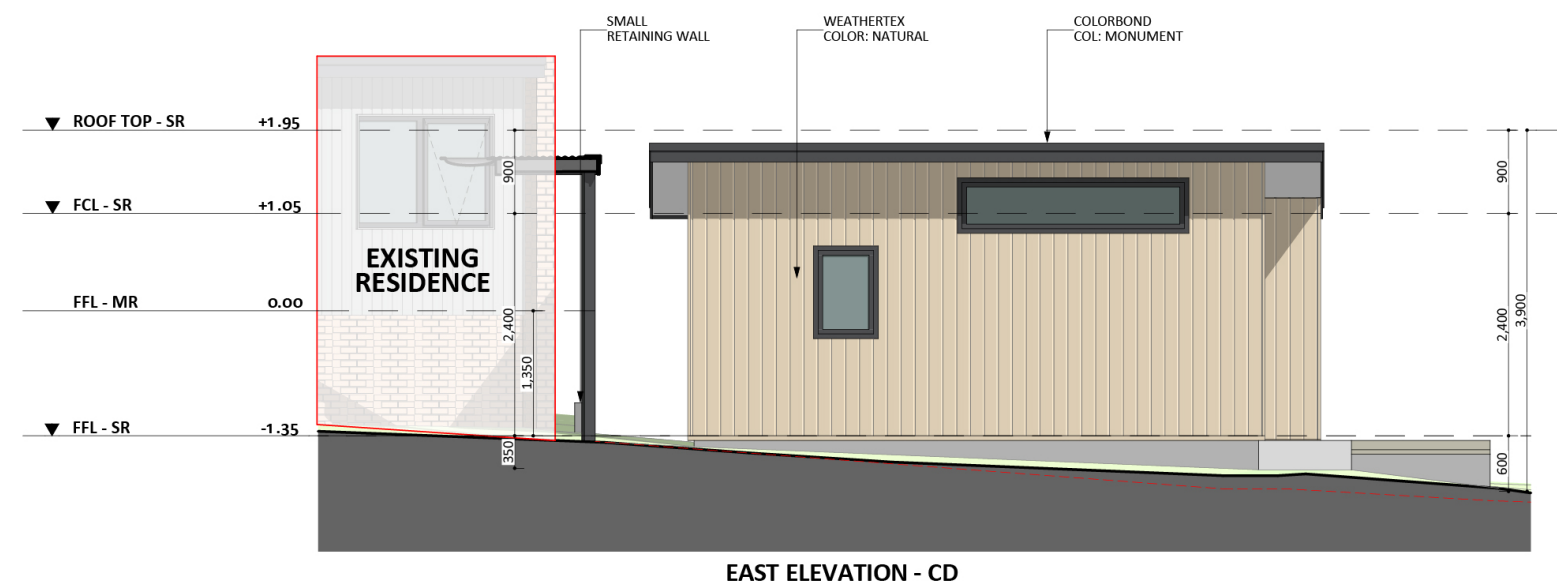 SMALL
RETAINING WALL
WEATHERTEX
COLOR: NATURAL
COLORBOND
COL: MONUMENT
ROOF TOP - SR +1.95
FCL - SR +1.05
FFL - MR 0.00
FFL - SR -1.35
EXISTING
RESIDENCE
900
2,400
1,350
350
900
2,400
3,900
600
EAST ELEVATION - CD